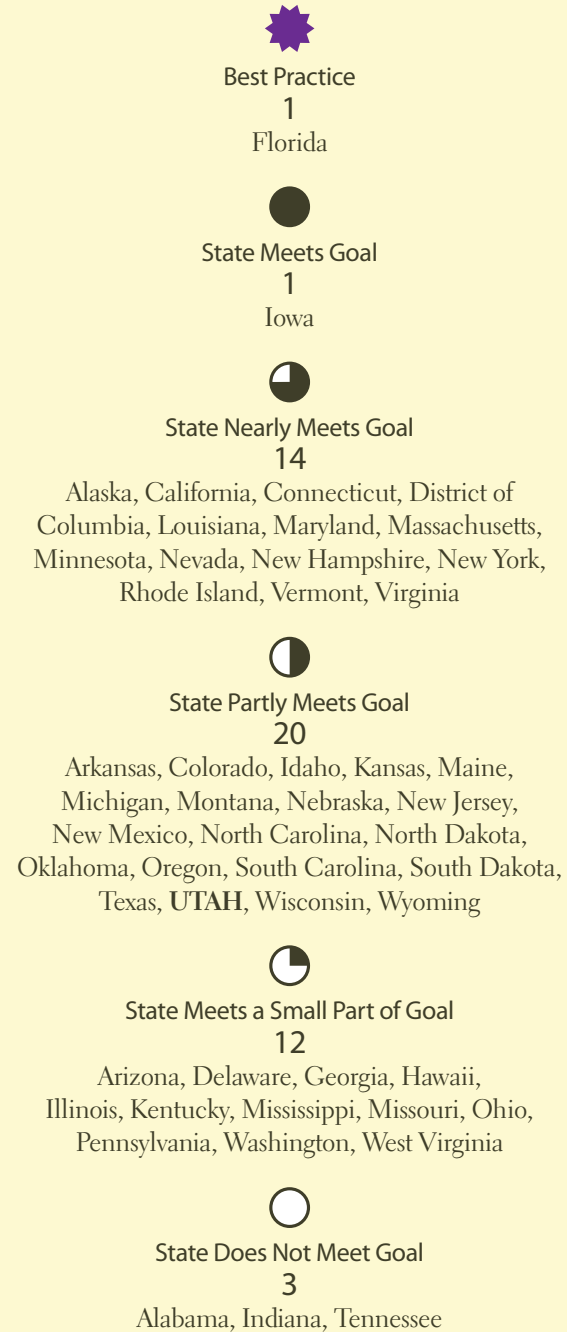 Best Practice
1
Florida
State Meets Goal
1
Iowa
State Nearly Meets Goal
14
Alaska, California, Connecticut, District of
Columbia, Louisiana, Maryland, Massachusetts,
Minnesota, Nevada, New Hampshire, New York,
Rhode Island, Vermont, Virginia
State Partly Meets Goal
20
Arkansas, Colorado, Idaho, Kansas, Maine,
Michigan, Montana, Nebraska, New Jersey,
New Mexico, North Carolina, North Dakota,
Oklahoma, Oregon, South Carolina, South Dakota,
Texas, UTAH, Wisconsin, Wyoming
State Meets a Small Part of Goal
12
Arizona, Delaware, Georgia, Hawaii,
Illinois, Kentucky, Mississippi, Missouri, Ohio,
Pennsylvania, Washington, West Virginia
State Does Not Meet Goal
3
Alabama, Indiana, Tennessee